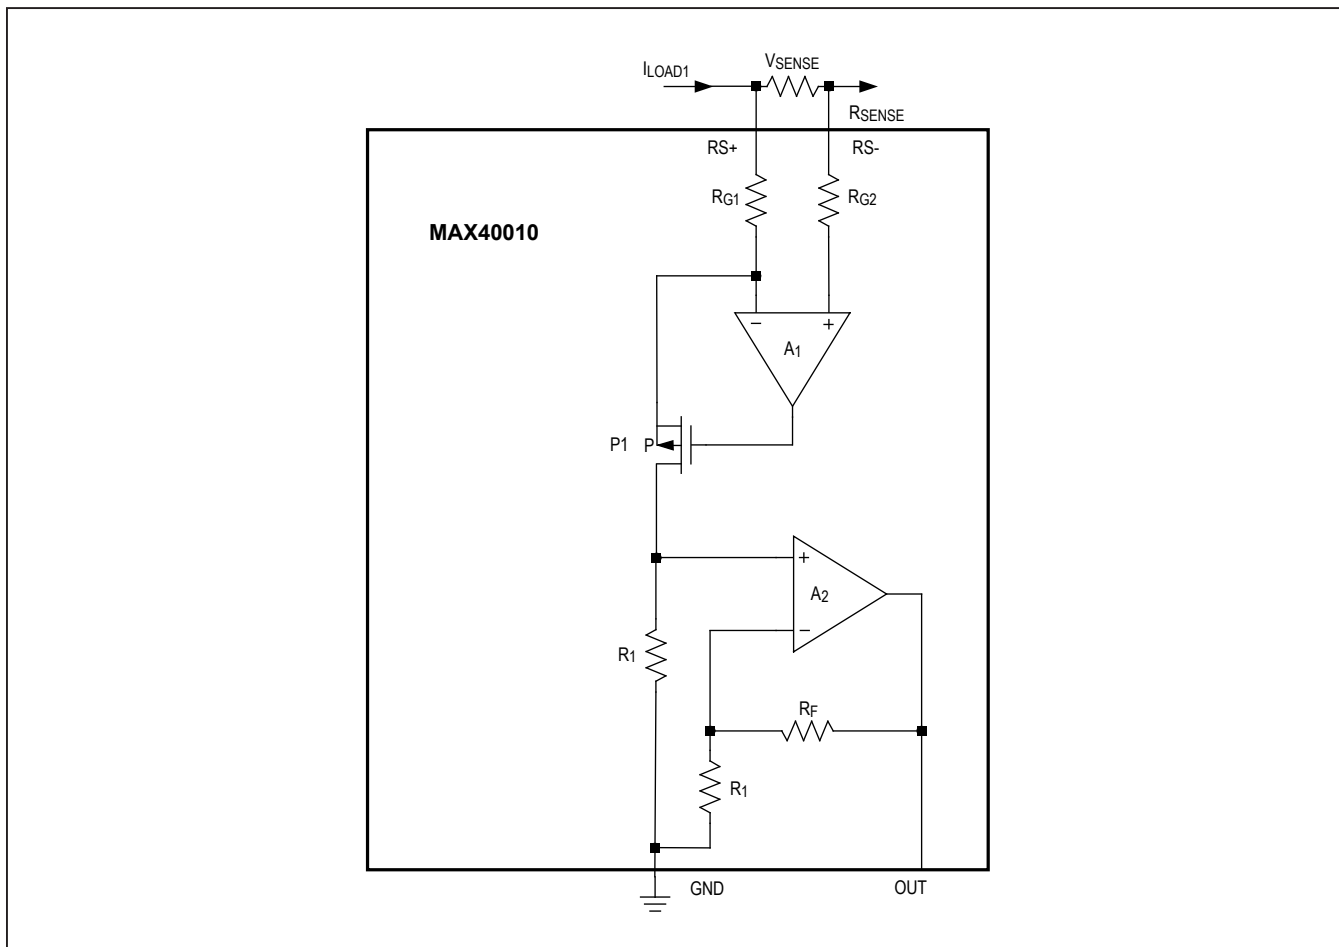 VSENSE
ILOAD1
RSENSE
RS+ RS-
RG1 RG2
MAX40010
− +
A1
P1 P
+
A2
−
R1
RF
R1
GND OUT